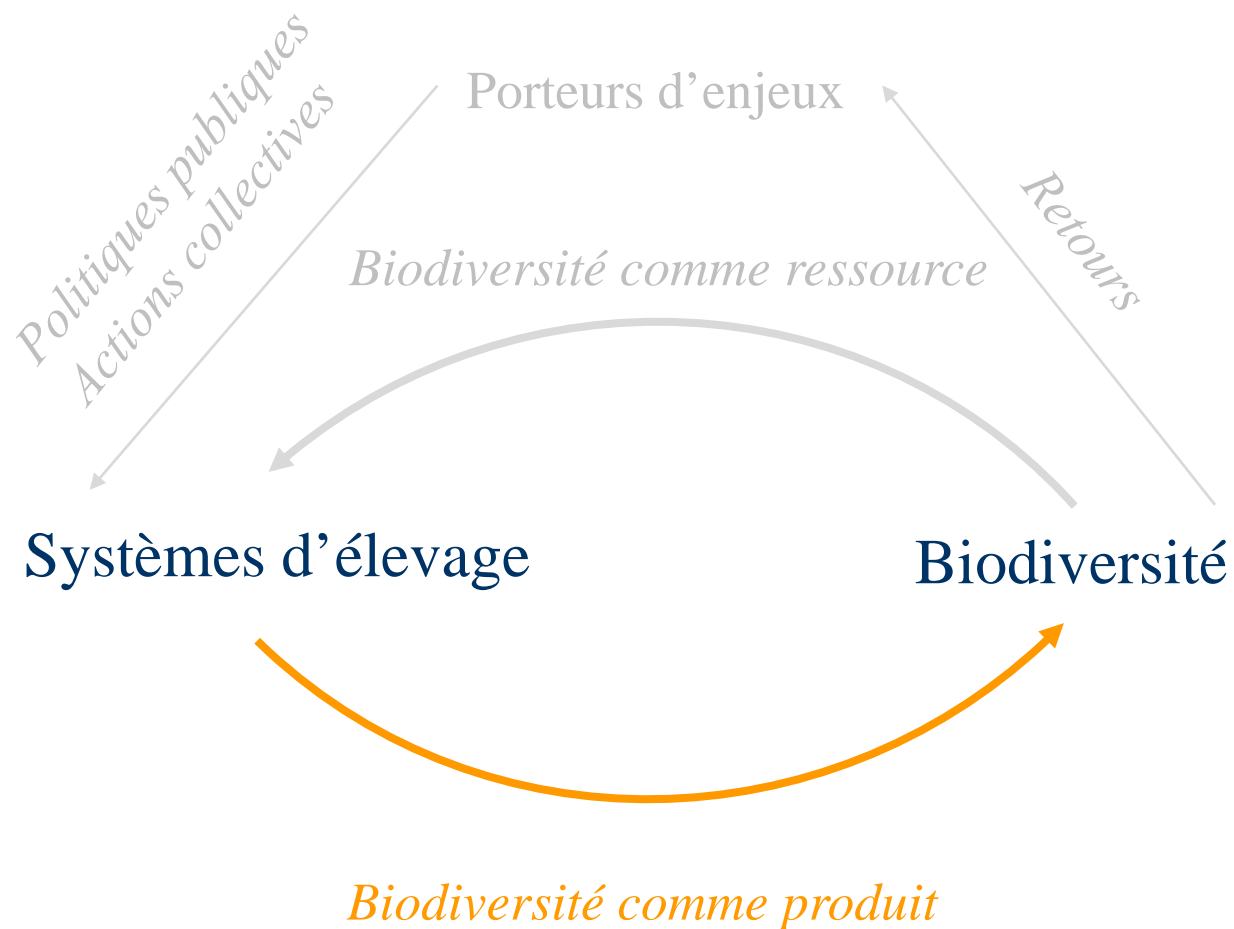 Politiques publiques
Actions collectives
Porteurs d’enjeux
Retours
Biodiversité comme ressource
Systèmes d’élevage
Biodiversité
Biodiversité comme produit